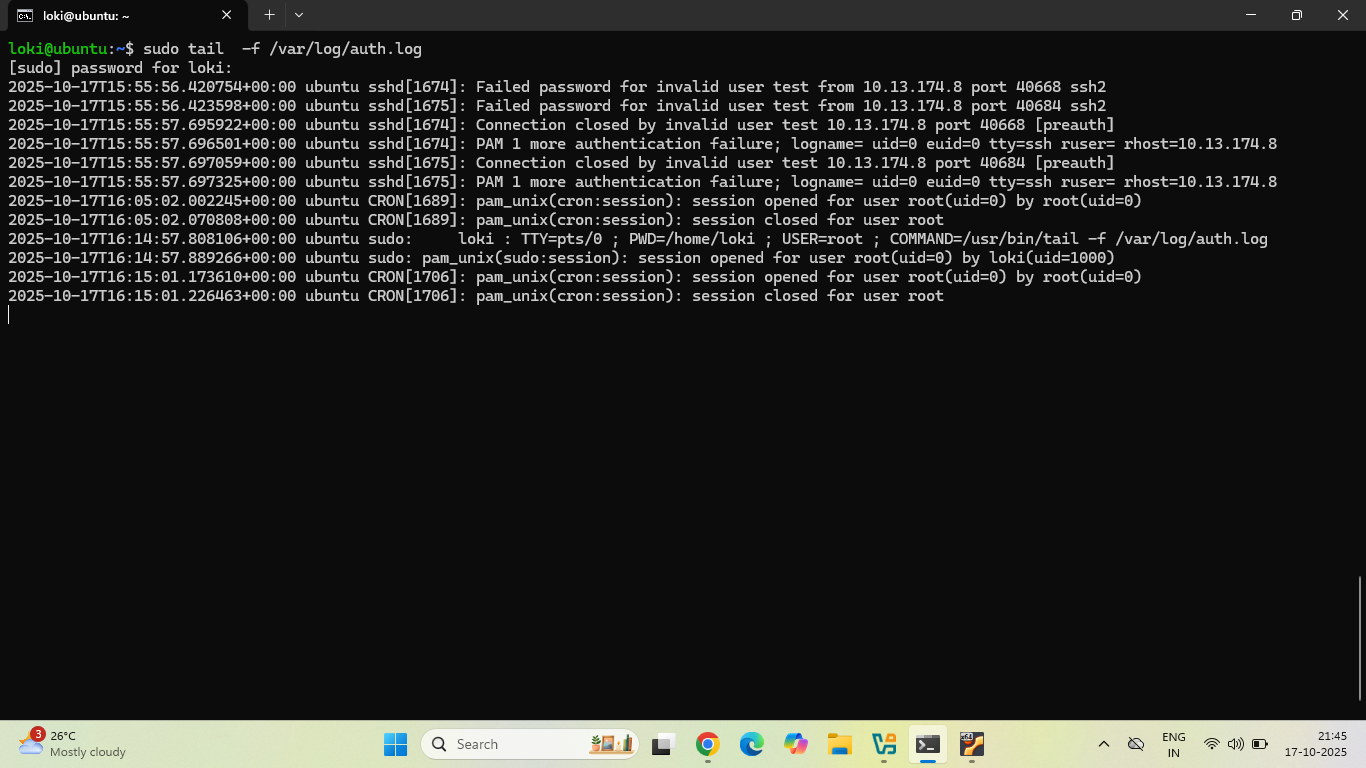 loki@ubuntu: ~
loki@ubuntu:~$ sudo tail  -f /var/log/auth.log
[sudo] password for loki:
2025-10-17T15:55:56.420754+00:00 ubuntu sshd[1674]: Failed password for invalid user test from 10.13.174.8 port 40668 ssh2
2025-10-17T15:55:56.423598+00:00 ubuntu sshd[1675]: Failed password for invalid user test from 10.13.174.8 port 40684 ssh2
2025-10-17T15:55:57.695922+00:00 ubuntu sshd[1674]: Connection closed by invalid user test 10.13.174.8 port 40668 [preauth]
2025-10-17T15:55:57.696501+00:00 ubuntu sshd[1674]: PAM 1 more authentication failure; logname= uid=0 euid=0 tty=ssh ruser= rhost=10.13.174.8
2025-10-17T15:55:57.697059+00:00 ubuntu sshd[1675]: Connection closed by invalid user test 10.13.174.8 port 40684 [preauth]
2025-10-17T15:55:57.697325+00:00 ubuntu sshd[1675]: PAM 1 more authentication failure; logname= uid=0 euid=0 tty=ssh ruser= rhost=10.13.174.8
2025-10-17T16:05:02.002245+00:00 ubuntu CRON[1689]: pam_unix(cron:session): session opened for user root(uid=0) by root(uid=0)
2025-10-17T16:05:02.070808+00:00 ubuntu CRON[1689]: pam_unix(cron:session): session closed for user root
2025-10-17T16:14:57.808106+00:00 ubuntu sudo:     loki : TTY=pts/0 ; PWD=/home/loki ; USER=root ; COMMAND=/usr/bin/tail -f /var/log/auth.log
2025-10-17T16:14:57.889266+00:00 ubuntu sudo: pam_unix(sudo:session): session opened for user root(uid=0) by loki(uid=1000)
2025-10-17T16:15:01.173610+00:00 ubuntu CRON[1706]: pam_unix(cron:session): session opened for user root(uid=0) by root(uid=0)
2025-10-17T16:15:01.226463+00:00 ubuntu CRON[1706]: pam_unix(cron:session): session closed for user root
3
26°C
Mostly cloudy
Search
ENG
IN
21:45
17-10-2025